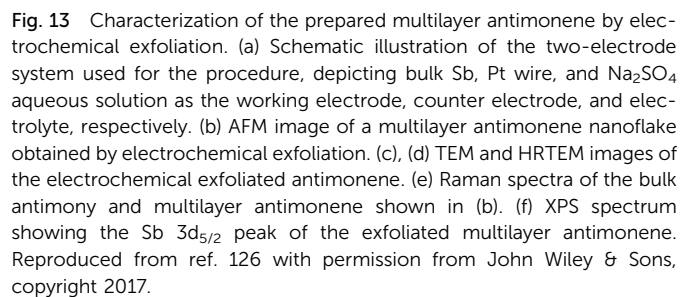 Fig. 13 Characterization of the prepared multilayer antimonene by elec-
trochemical exfoliation. (a) Schematic illustration of the two-electrode
system used for the procedure, depicting bulk Sb, Pt wire, and Na₂SO₄
aqueous solution as the working electrode, counter electrode, and elec-
trolyte, respectively. (b) AFM image of a multilayer antimonene nanoflake
obtained by electrochemical exfoliation. (c), (d) TEM and HRTEM images of
the electrochemical exfoliated antimonene. (e) Raman spectra of the bulk
antimony and multilayer antimonene shown in (b). (f) XPS spectrum
showing the Sb 3d₅/₂ peak of the exfoliated multilayer antimonene.
Reproduced from ref. 126 with permission from John Wiley & Sons,
copyright 2017.